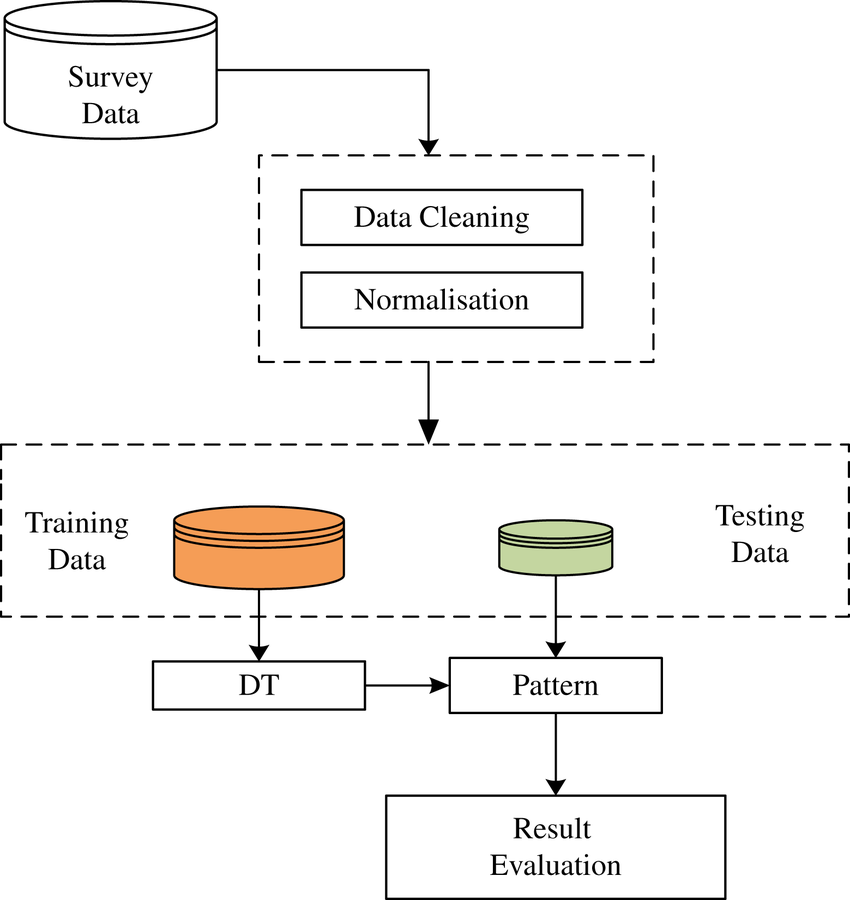 Survey
Data
Data Cleaning
Normalisation
Training
Data
Testing
Data
DT
Pattern
Result
Evaluation